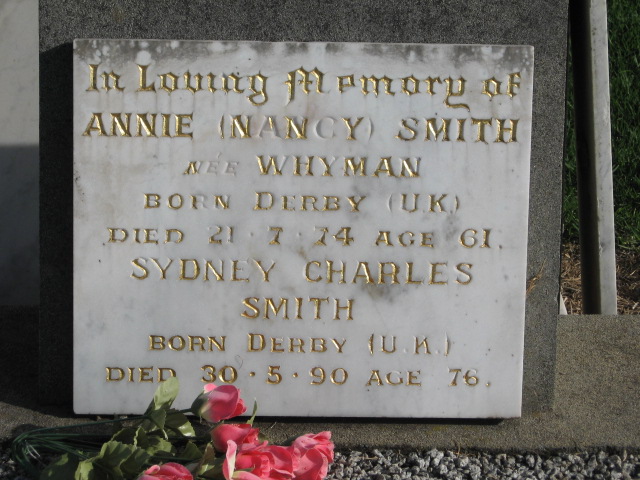 In Loving Memory of
ANNIE (NANCY) SMITH
NÉE WHYMAN
BORN DERBY (UK)
DIED 21·7·74 AGE 61.
SYDNEY CHARLES
SMITH
BORN DERBY (U.K.)
DIED 30·5·90 AGE 76.